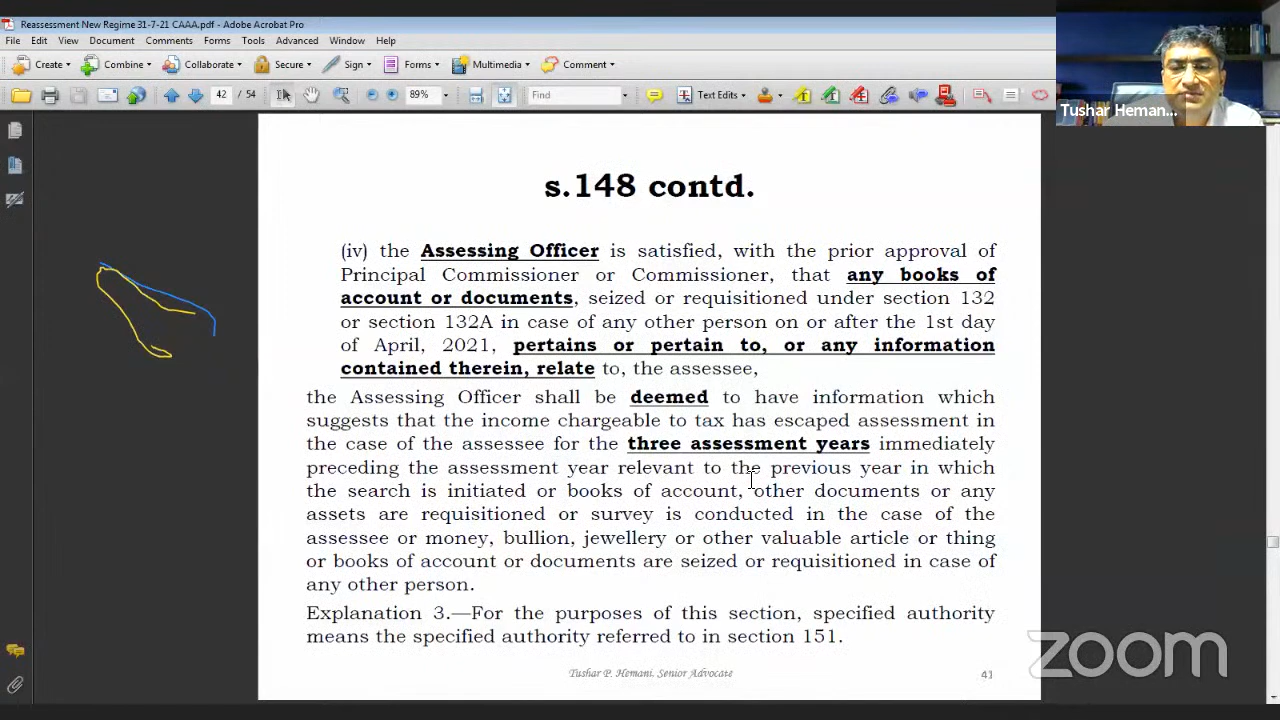 Reassessment New Regime 31-7-21 CAAA.pdf - Adobe Acrobat Pro
File Edit View Document Comments Forms Tools Advanced Window Help
Create Combine Collaborate Secure Sign Forms Multimedia Comment
42 / 54 89% Find Text Edits
Tushar Heman...
s.148 contd.
(iv) the Assessing Officer is satisfied, with the prior approval of
Principal Commissioner or Commissioner, that any books of
account or documents, seized or requisitioned under section 132
or section 132A in case of any other person on or after the 1st day
of April, 2021, pertains or pertain to, or any information
contained therein, relate to, the assessee,
the Assessing Officer shall be deemed to have information which
suggests that the income chargeable to tax has escaped assessment in
the case of the assessee for the three assessment years immediately
preceding the assessment year relevant to the previous year in which
the search is initiated or books of account, other documents or any
assets are requisitioned or survey is conducted in the case of the
assessee or money, bullion, jewellery or other valuable article or thing
or books of account or documents are seized or requisitioned in case of
any other person.
Explanation 3.—For the purposes of this section, specified authority
means the specified authority referred to in section 151.
Tushar P. Hemani, Senior Advocate
41
zoom